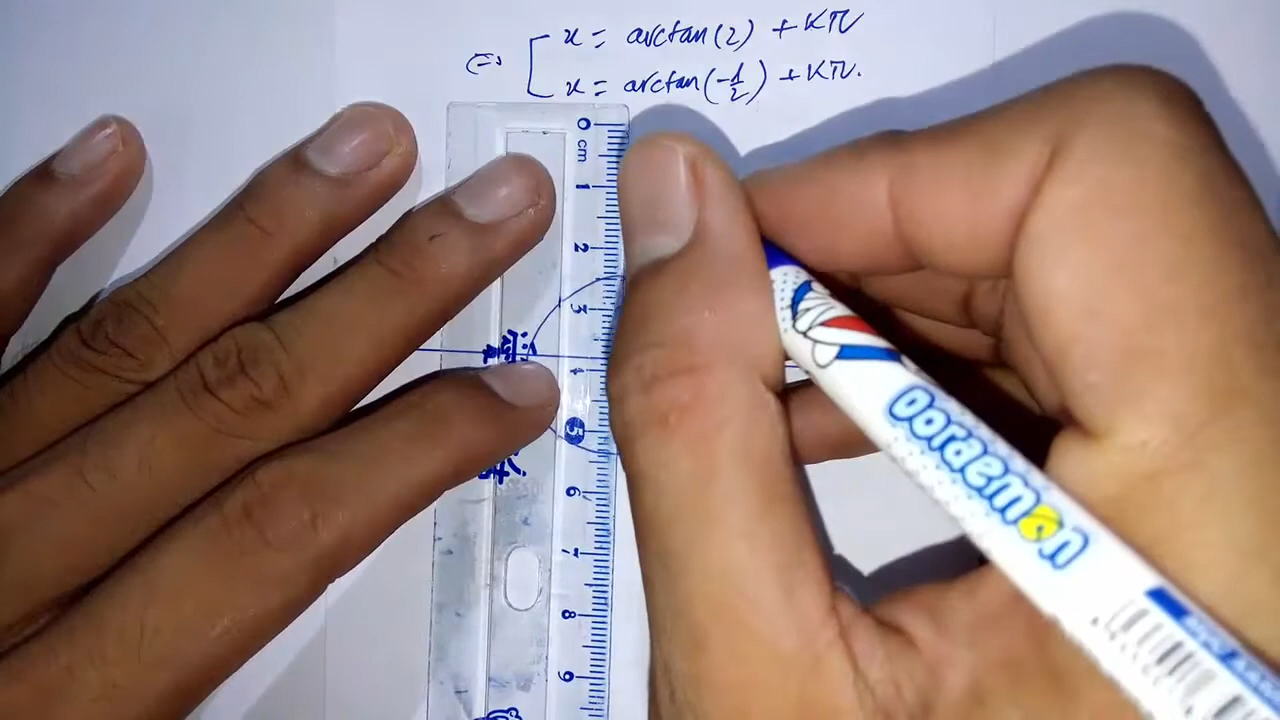 ⇔ [ x = arctan(2) + kπ
x = arctan(-1/2) + kπ.
0
cm
1
2
3
4
5
6
7
8
9
Doraemon